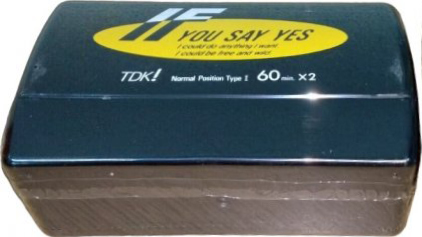 IF
YOU SAY YES
I could do anything I want
I could be free and wild
TDK! Normal Position Type I 60 min. ×2